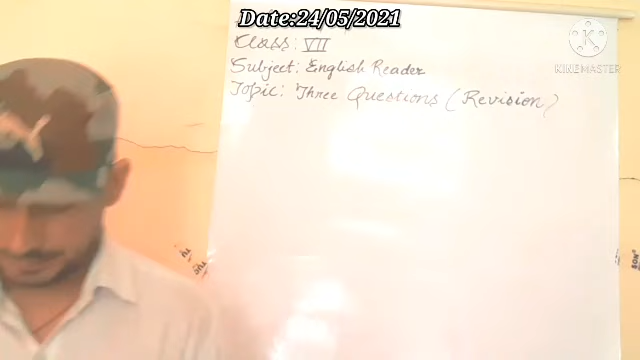 Date:24/05/2021
Class: VII
Subject: English Reader
Topic: Three Questions (Revision)
KINEMASTER